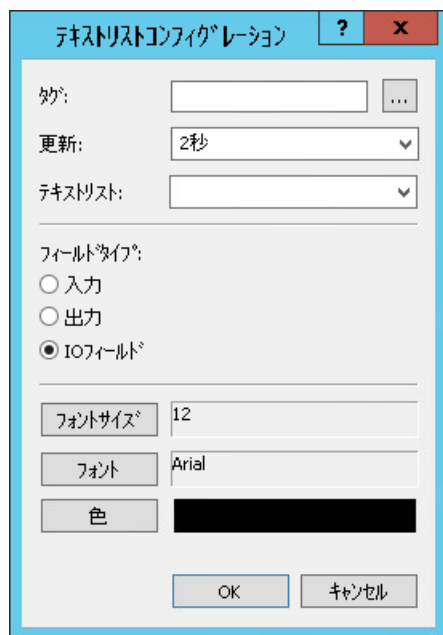 テキストリストコンフィグレーション ? x
タグ: ...
更新: 2秒
テキストリスト:
フィールドタイプ:
入力
出力
IOフィールド
フォントサイズ 12
フォント Arial
色
OK キャンセル